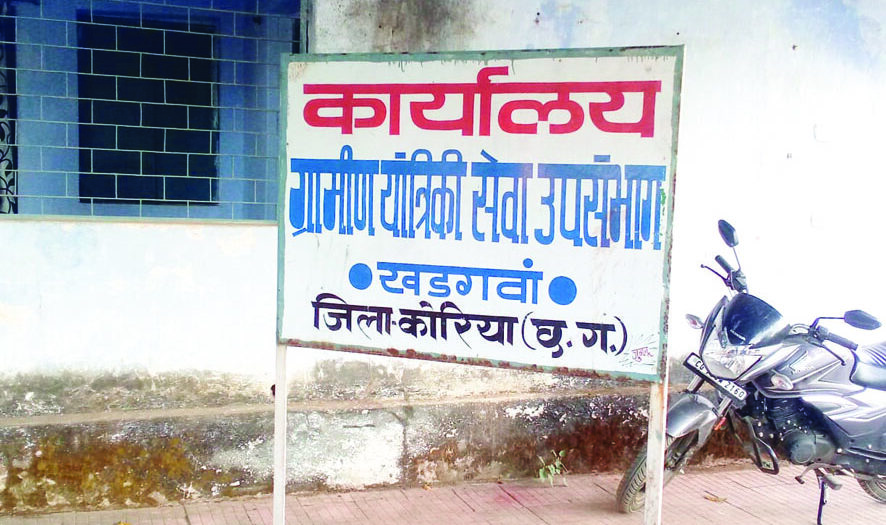 कार्यालय
ग्रामीण यांत्रिकी सेवा उपसंभाग
खडगवां
जिला-कोरिया (छ. ग.)